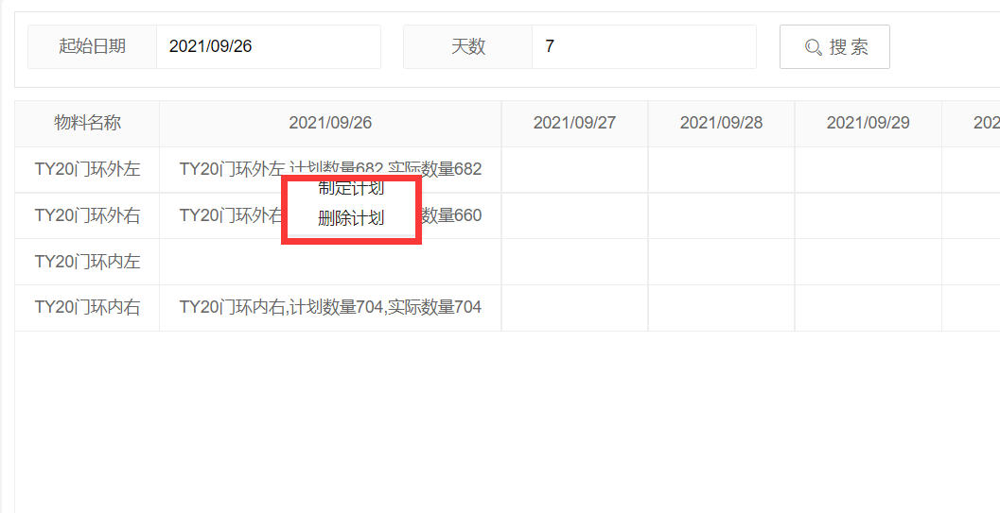 起始日期 2021/09/26 天数 7 搜 索
物料名称 2021/09/26 2021/09/27 2021/09/28 2021/09/29 202
TY20门环外左 TY20门环外左,计划数量682,实际数量682
制定计划
TY20门环外右 TY20门环外右 数量660
删除计划
TY20门环内左
TY20门环内右 TY20门环内右,计划数量704,实际数量704